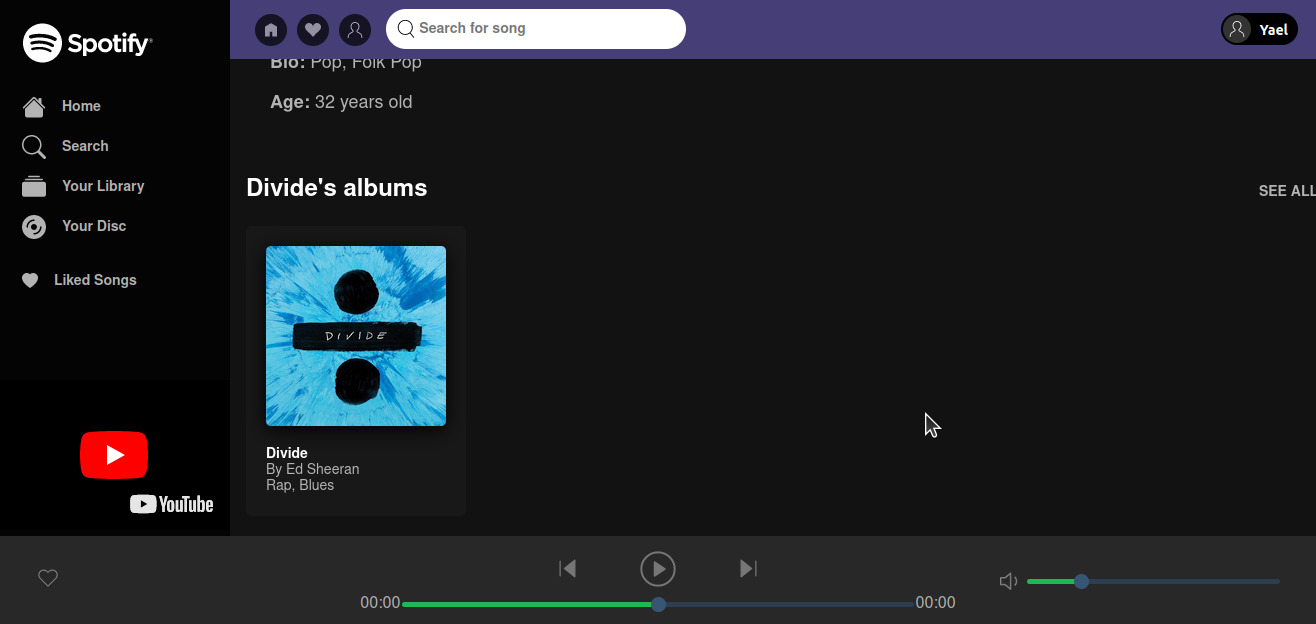 Spotify®
Search for song
Yael
Home
Search
Your Library
Your Disc
Liked Songs
YouTube
Bio: Pop, Folk Pop
Age: 32 years old
Divide's albums
SEE ALL
DIVIDE
Divide
By Ed Sheeran
Rap, Blues
00:00
00:00